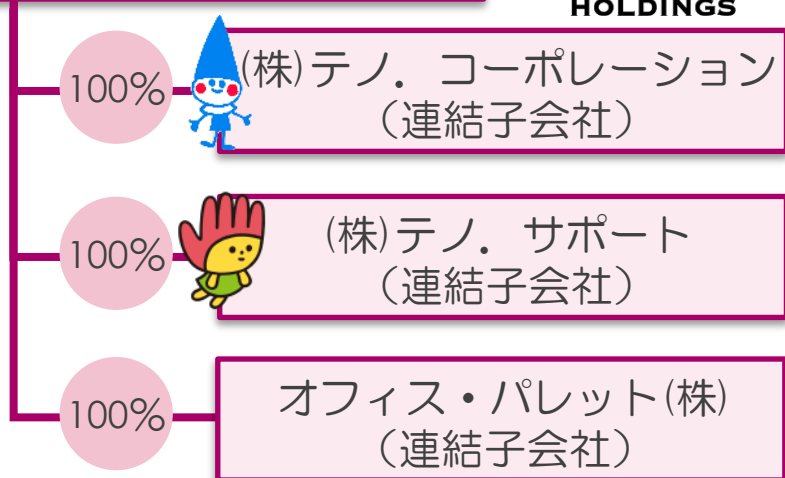 HOLDINGS
100%
(株)テノ．コーポレーション
（連結子会社）
100%
(株)テノ．サポート
（連結子会社）
100%
オフィス・パレット(株)
（連結子会社）